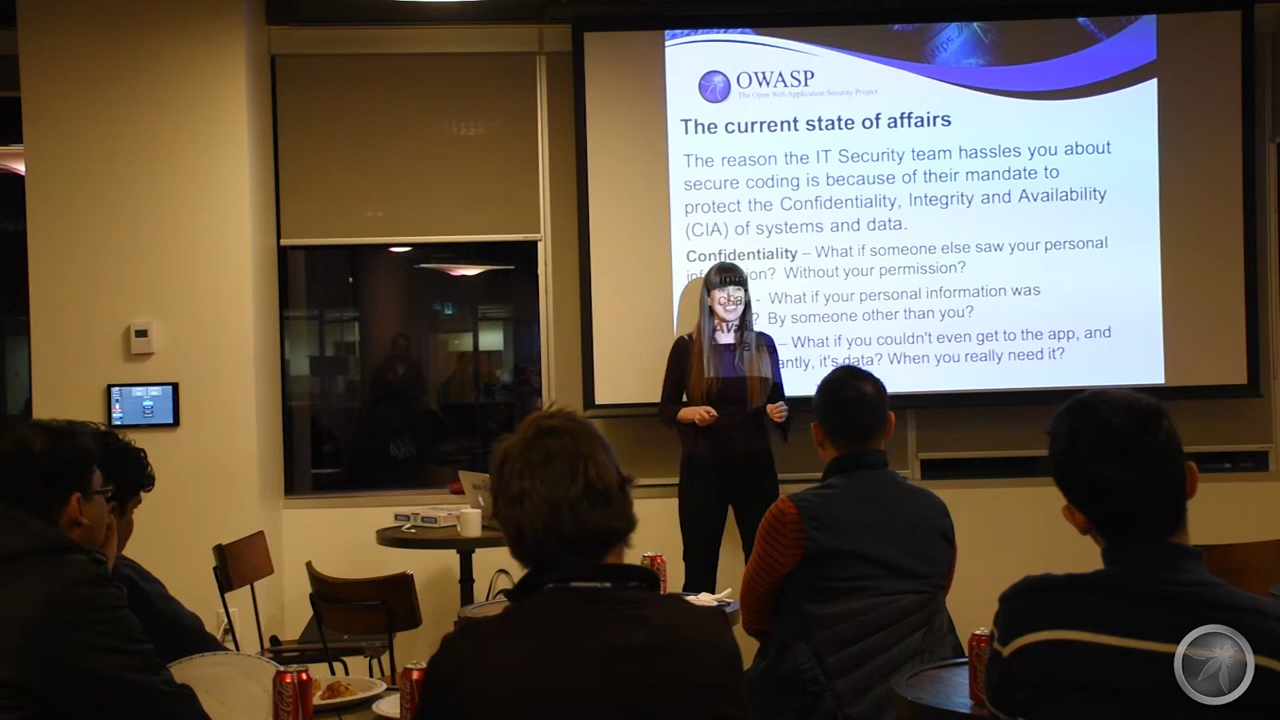 https://
OWASP
The Open Web Application Security Project
The current state of affairs
The reason the IT Security team hassles you about
secure coding is because of their mandate to
protect the Confidentiality, Integrity and Availability
(CIA) of systems and data.
Confidentiality – What if someone else saw your personal
? Without your permission?
- What if your personal information was
? By someone other than you?
– What if you couldn't even get to the app, and
antly, it's data? When you really need it?
Coca-Cola